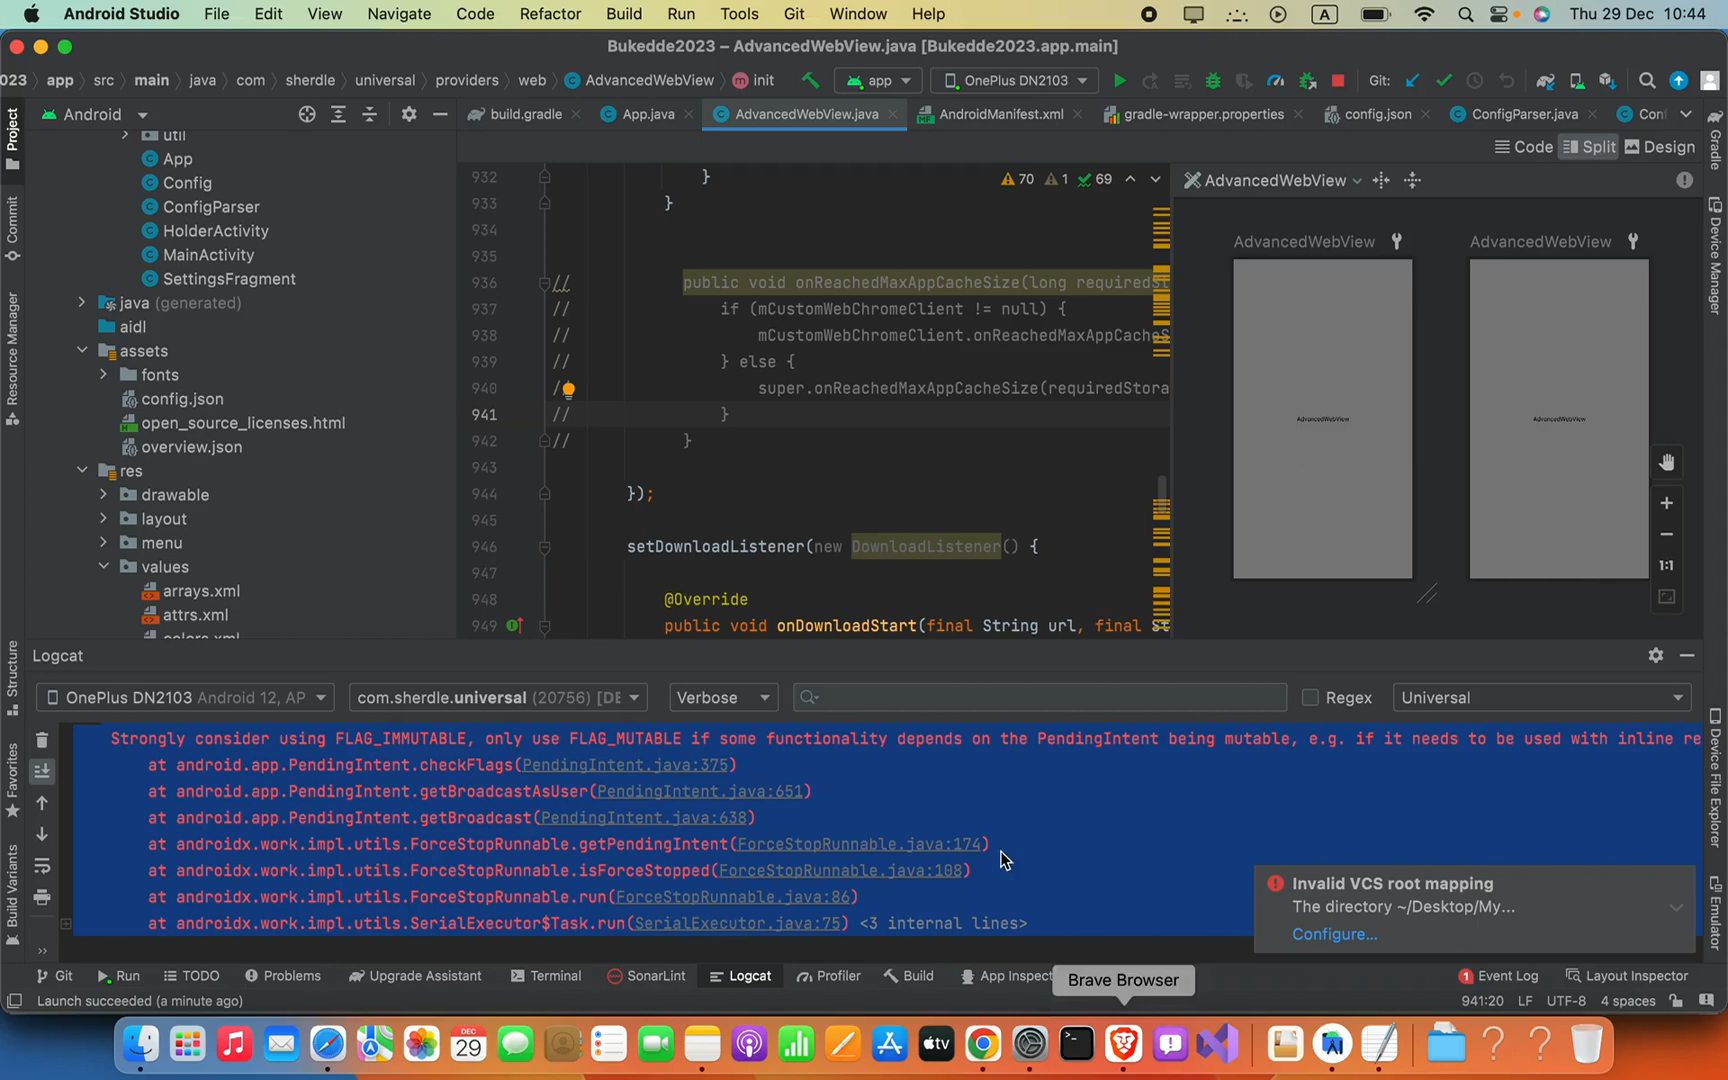 Android Studio File Edit View Navigate Code Refactor Build Run Tools Git Window Help A Thu 29 Dec 10:44
Bukedde2023 – AdvancedWebView.java [Bukedde2023.app.main]
023 app src main java com sherdle universal providers web AdvancedWebView init app OnePlus DN2103 Git:
Android build.gradle App.java AdvancedWebView.java AndroidManifest.xml gradle-wrapper.properties config.json ConfigParser.java
Code Split Design
util
App
Config
ConfigParser
HolderActivity
MainActivity
SettingsFragment
java (generated)
aidl
assets
fonts
config.json
open_source_licenses.html
overview.json
res
drawable
layout
menu
values
arrays.xml
attrs.xml
colors.xml
70 1 69
932 }
933 }
934
935
936 // public void onReachedMaxAppCacheSize(long requiredSt
937 // if (mCustomWebChromeClient != null) {
938 // mCustomWebChromeClient.onReachedMaxAppCacheS
939 // } else {
940 / super.onReachedMaxAppCacheSize(requiredStora
941 // }
942 // }
943
944 });
945
946 setDownloadListener(new DownloadListener() {
947
948 @Override
949 public void onDownloadStart(final String url, final St
AdvancedWebView
AdvancedWebView AdvancedWebView
AdvancedWebView AdvancedWebView
1:1
Project
Commit
Resource Manager
Structure
Favorites
Build Variants
Gradle
Device Manager
Device File Explorer
Emulator
Logcat
OnePlus DN2103 Android 12, AP com.sherdle.universal (20756) [DE Verbose Regex Universal
Strongly consider using FLAG_IMMUTABLE, only use FLAG_MUTABLE if some functionality depends on the PendingIntent being mutable, e.g. if it needs to be used with inline re
at android.app.PendingIntent.checkFlags(PendingIntent.java:375)
at android.app.PendingIntent.getBroadcastAsUser(PendingIntent.java:651)
at android.app.PendingIntent.getBroadcast(PendingIntent.java:638)
at androidx.work.impl.utils.ForceStopRunnable.getPendingIntent(ForceStopRunnable.java:174)
at androidx.work.impl.utils.ForceStopRunnable.isForceStopped(ForceStopRunnable.java:108)
at androidx.work.impl.utils.ForceStopRunnable.run(ForceStopRunnable.java:86)
at androidx.work.impl.utils.SerialExecutor$Task.run(SerialExecutor.java:75) <3 internal lines>
Invalid VCS root mapping
The directory ~/Desktop/My...
Configure...
Git Run TODO Problems Upgrade Assistant Terminal SonarLint Logcat Profiler Build App Inspect 1 Event Log Layout Inspector
Brave Browser
Launch succeeded (a minute ago) 941:20 LF UTF-8 4 spaces
DEC
29
tv